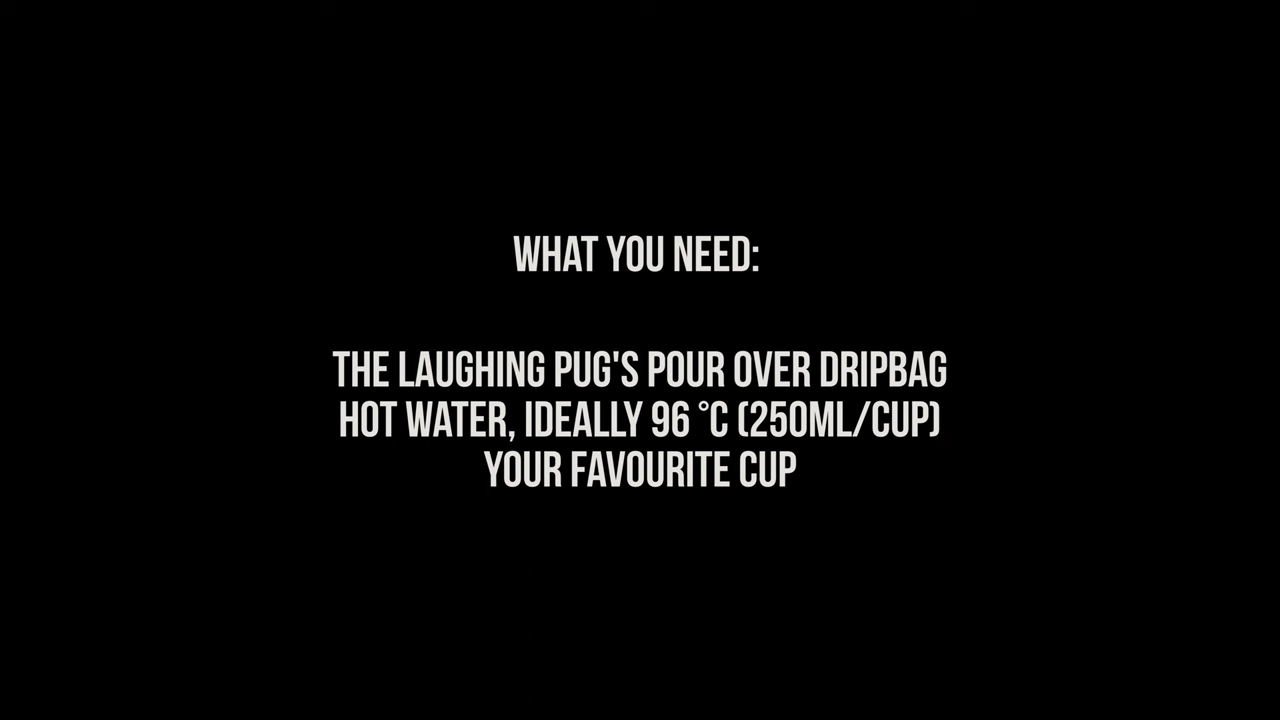 WHAT YOU NEED:
THE LAUGHING PUG'S POUR OVER DRIPBAG
HOT WATER, IDEALLY 96 °C (250ML/CUP)
YOUR FAVOURITE CUP